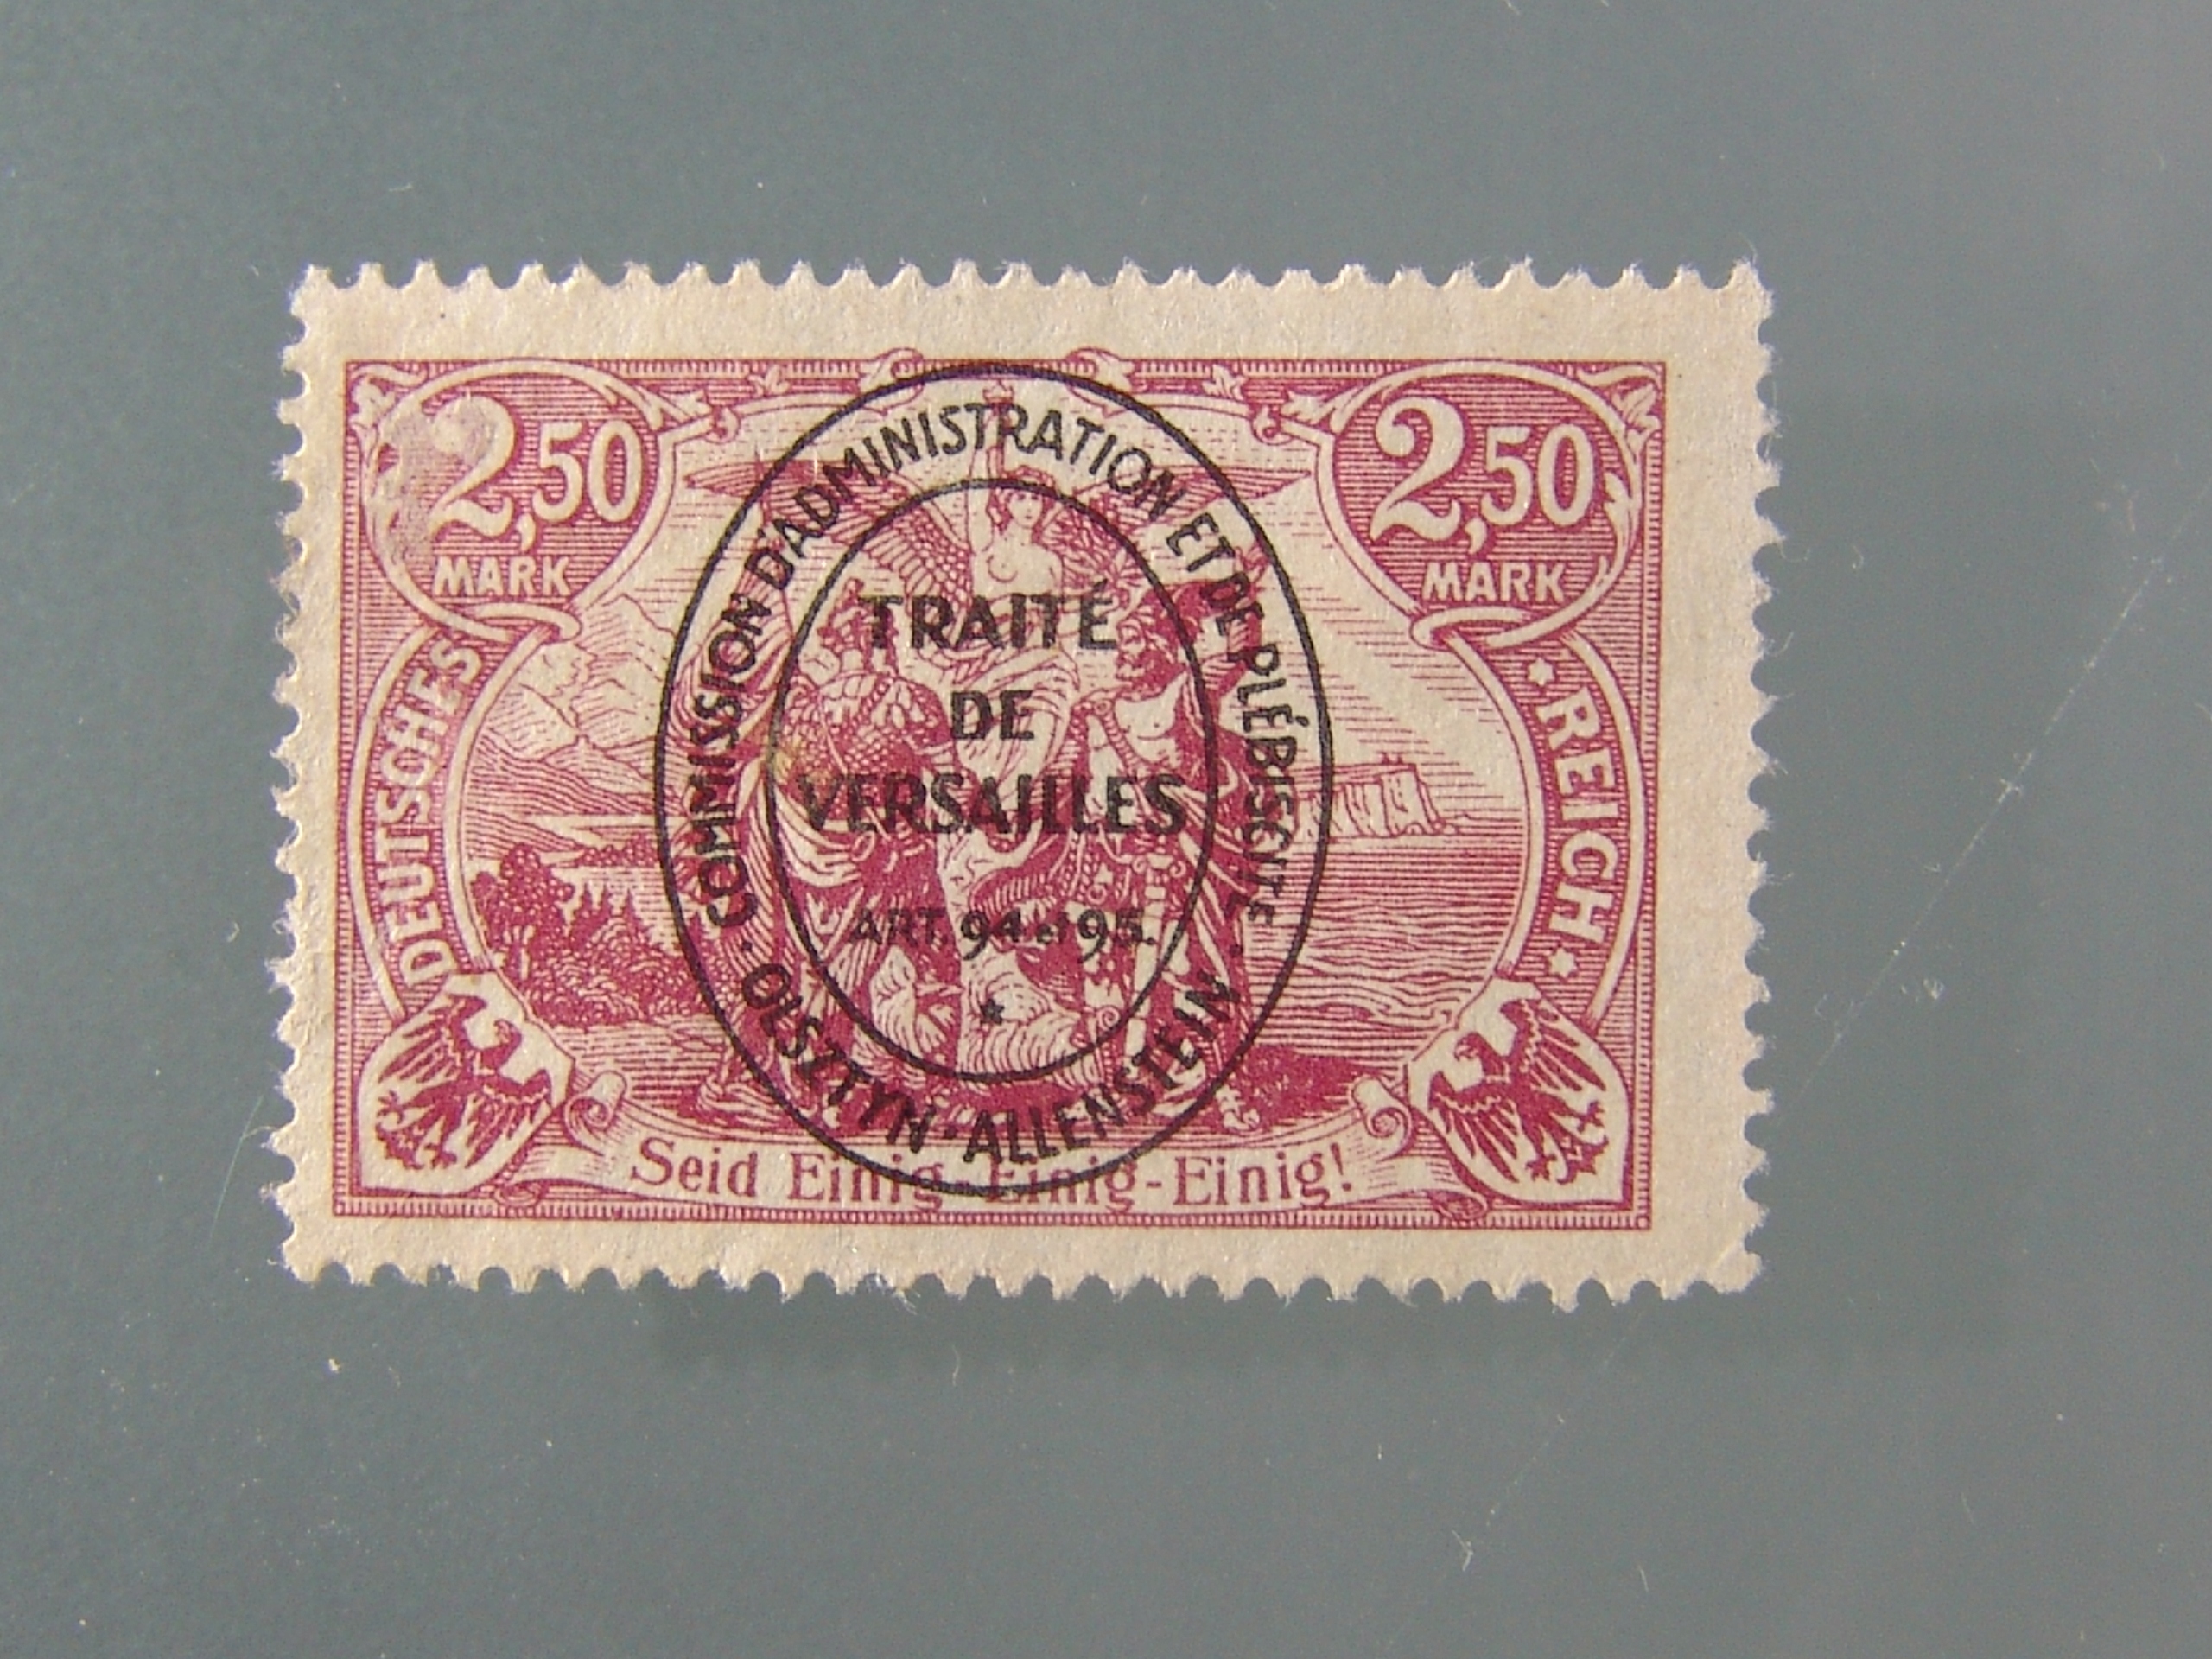 2,50
MARK
2,50
MARK
DEUTSCHES
★ REICH ★
COMMISSION D'ADMINISTRATION ET DE PLÉBISCITE
TRAITÉ
DE
VERSAILLES
ART. 94 et 95.
★
• OLSZTYN-ALLENSTEIN •
Seid Einig-Einig-Einig!